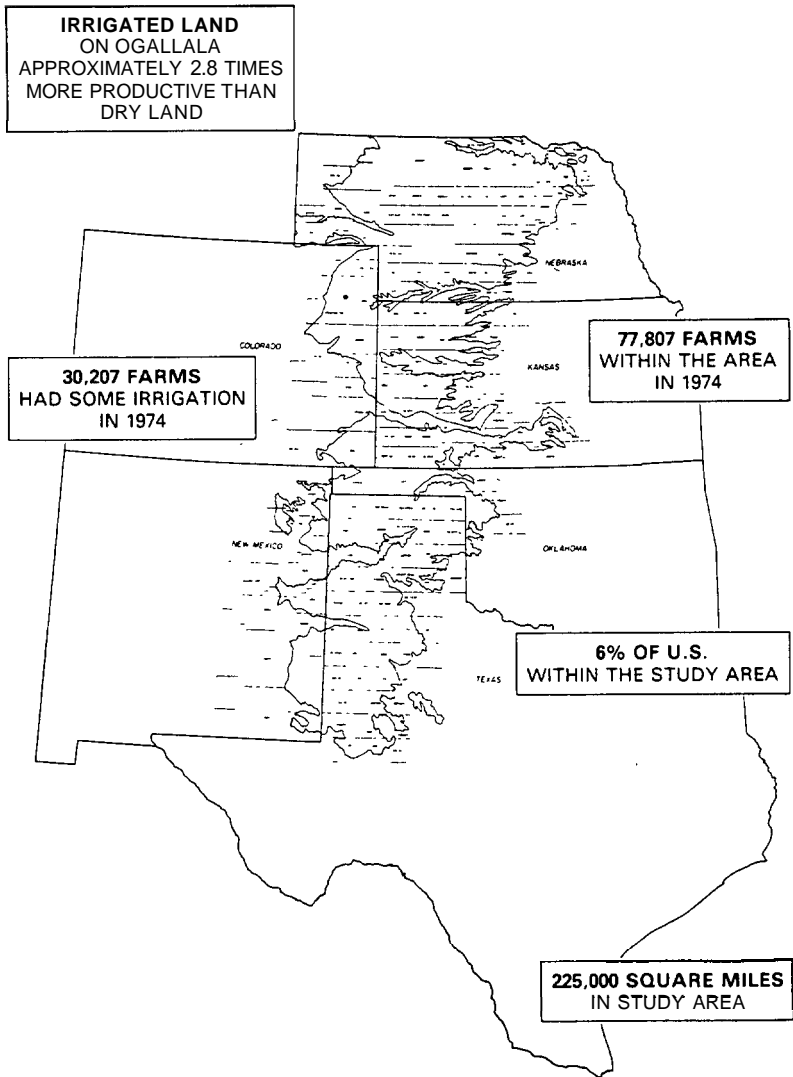 IRRIGATED LAND
ON OGALLALA
APPROXIMATELY 2.8 TIMES
MORE PRODUCTIVE THAN
DRY LAND
NEBRASKA
COLORADO
77,807 FARMS
WITHIN THE AREA
IN 1974
KANSAS
30,207 FARMS
HAD SOME IRRIGATION
IN 1974
NEW MEXICO
OKLAHOMA
6% OF U.S.
WITHIN THE STUDY AREA
TEXAS
225,000 SQUARE MILES
IN STUDY AREA